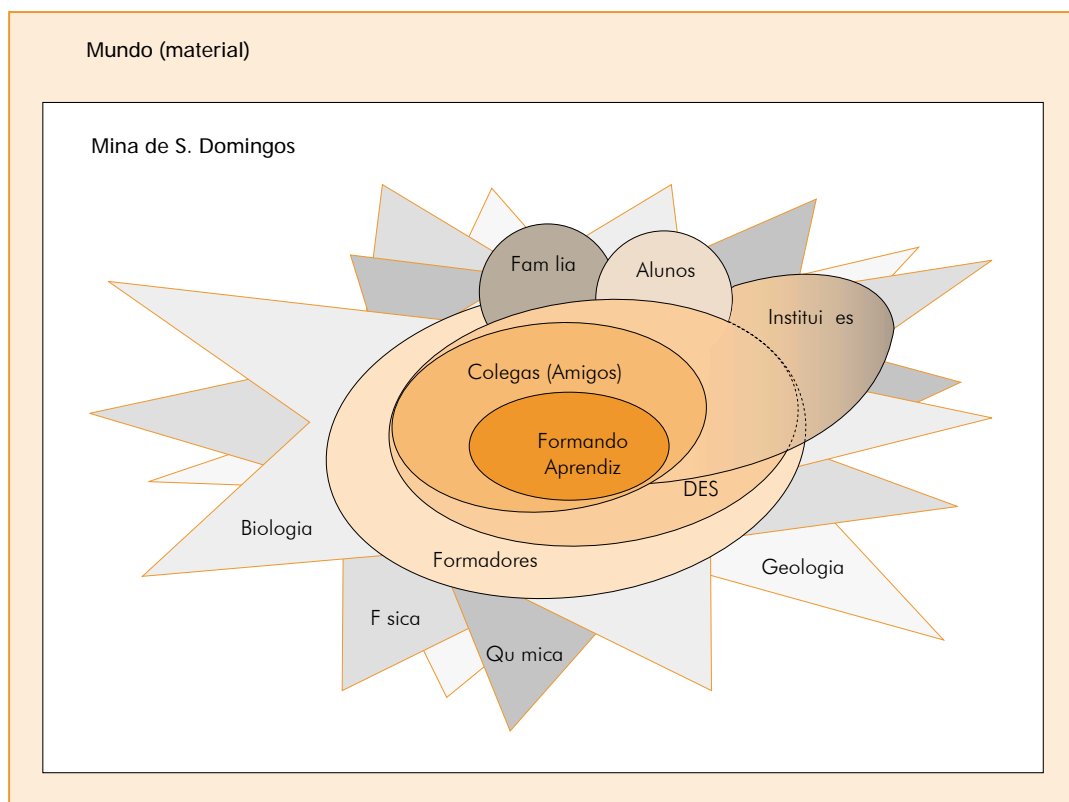 Mundo (material)
Mina de S. Domingos
Fam lia
Alunos
Institui es
Colegas (Amigos)
Formando
Aprendiz
DES
Biologia
Formadores
Geologia
F sica
Qu mica